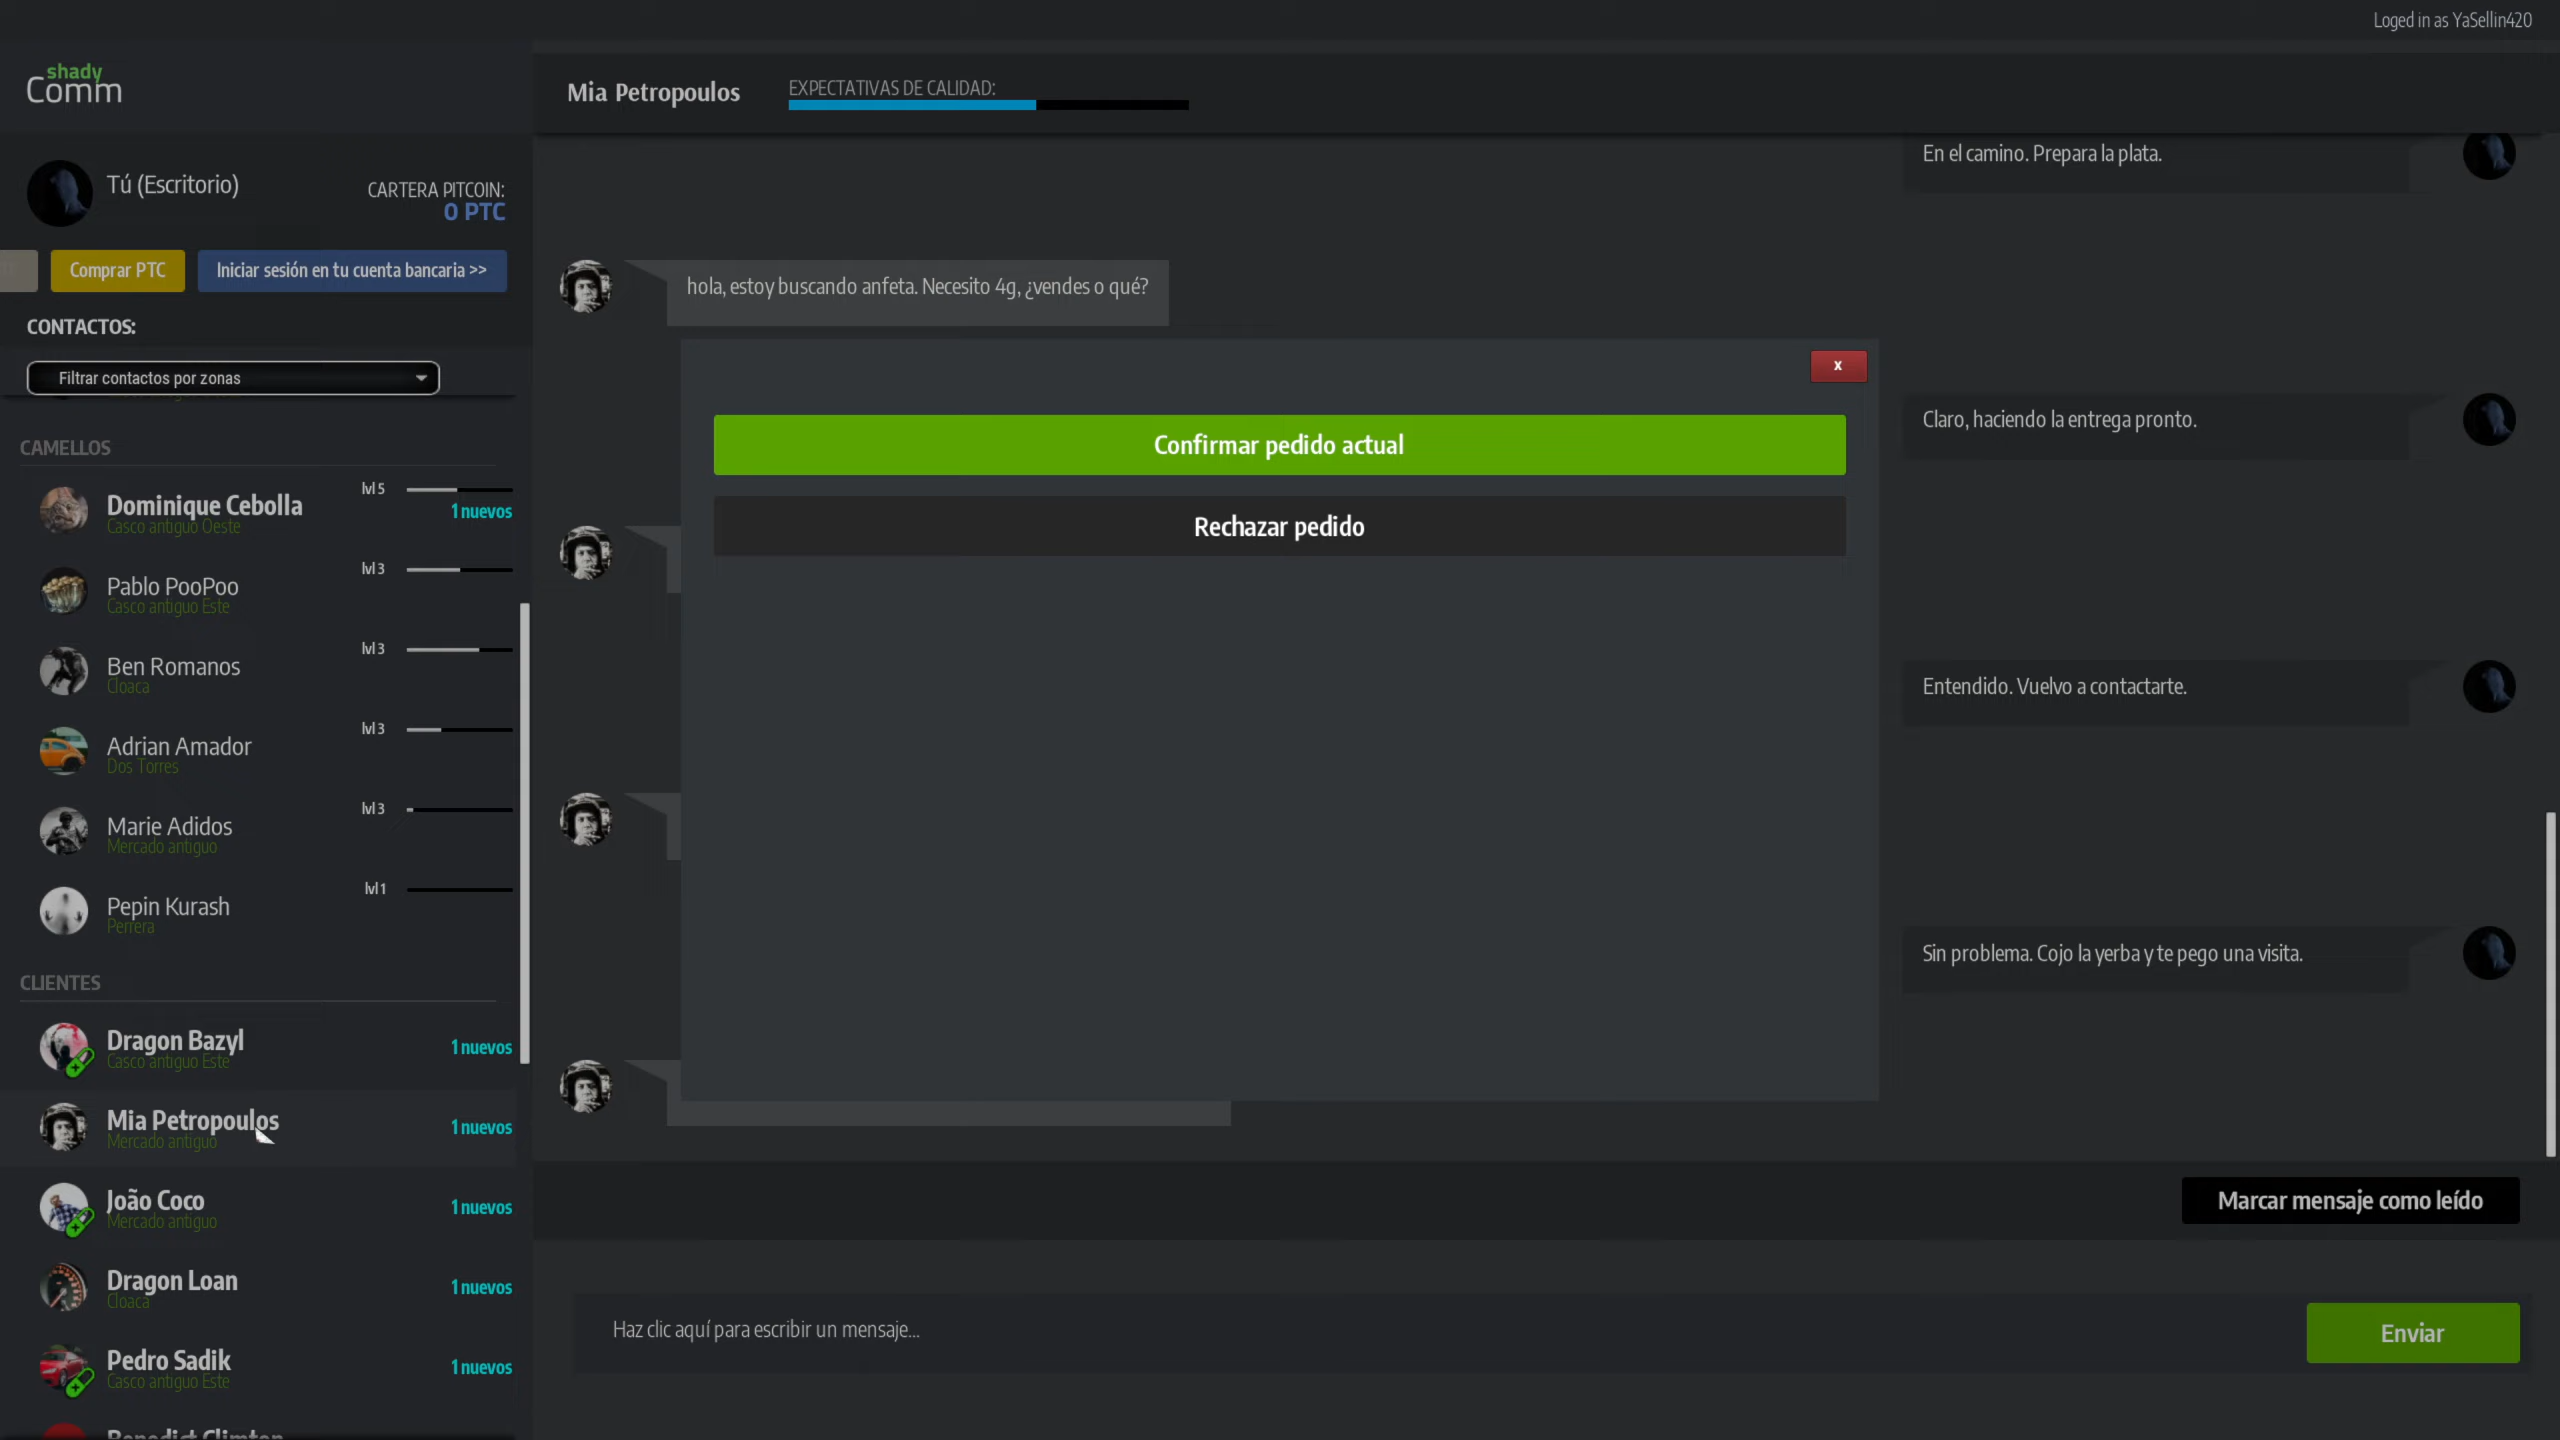 Loged in as YaSellin420
shady
Comm
Tú (Escritorio)
CARTERA PITCOIN:
0 PTC
Comprar PTC
Iniciar sesión en tu cuenta bancaria >>
CONTACTOS:
Filtrar contactos por zonas
CAMELLOS
Dominique Cebolla
Casco antiguo Oeste
lvl 5
1 nuevos
Pablo PooPoo
Casco antiguo Este
lvl 3
Ben Romanos
Cloaca
lvl 3
Adrian Amador
Dos Torres
lvl 3
Marie Adidos
Mercado antiguo
lvl 3
Pepin Kurash
Perrera
lvl 1
CLIENTES
Dragon Bazyl
Casco antiguo Este
1 nuevos
Mia Petropoulos
Mercado antiguo
1 nuevos
João Coco
Mercado antiguo
1 nuevos
Dragon Loan
Cloaca
1 nuevos
Pedro Sadik
Casco antiguo Este
1 nuevos
Mia Petropoulos
EXPECTATIVAS DE CALIDAD:
En el camino. Prepara la plata.
hola, estoy buscando anfeta. Necesito 4g, ¿vendes o qué?
x
Confirmar pedido actual
Rechazar pedido
Claro, haciendo la entrega pronto.
Entendido. Vuelvo a contactarte.
Sin problema. Cojo la yerba y te pego una visita.
Marcar mensaje como leído
Haz clic aquí para escribir un mensaje...
Enviar